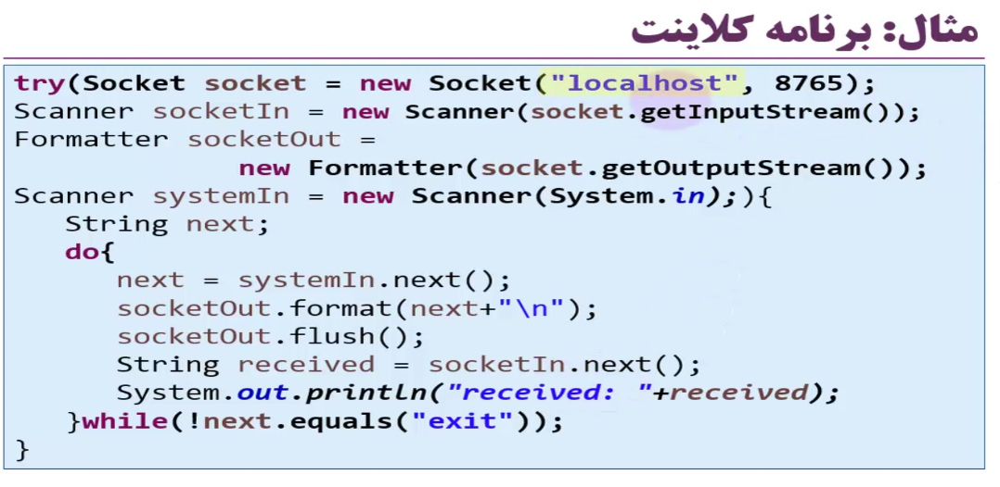 مثال: برنامه کلاینت
try(Socket socket = new Socket("localhost", 8765);
Scanner socketIn = new Scanner(socket.getInputStream());
Formatter socketOut =
new Formatter(socket.getOutputStream());
Scanner systemIn = new Scanner(System.in);){
String next;
do{
next = systemIn.next();
socketOut.format(next+"\n");
socketOut.flush();
String received = socketIn.next();
System.out.println("received: "+received);
}while(!next.equals("exit"));
}